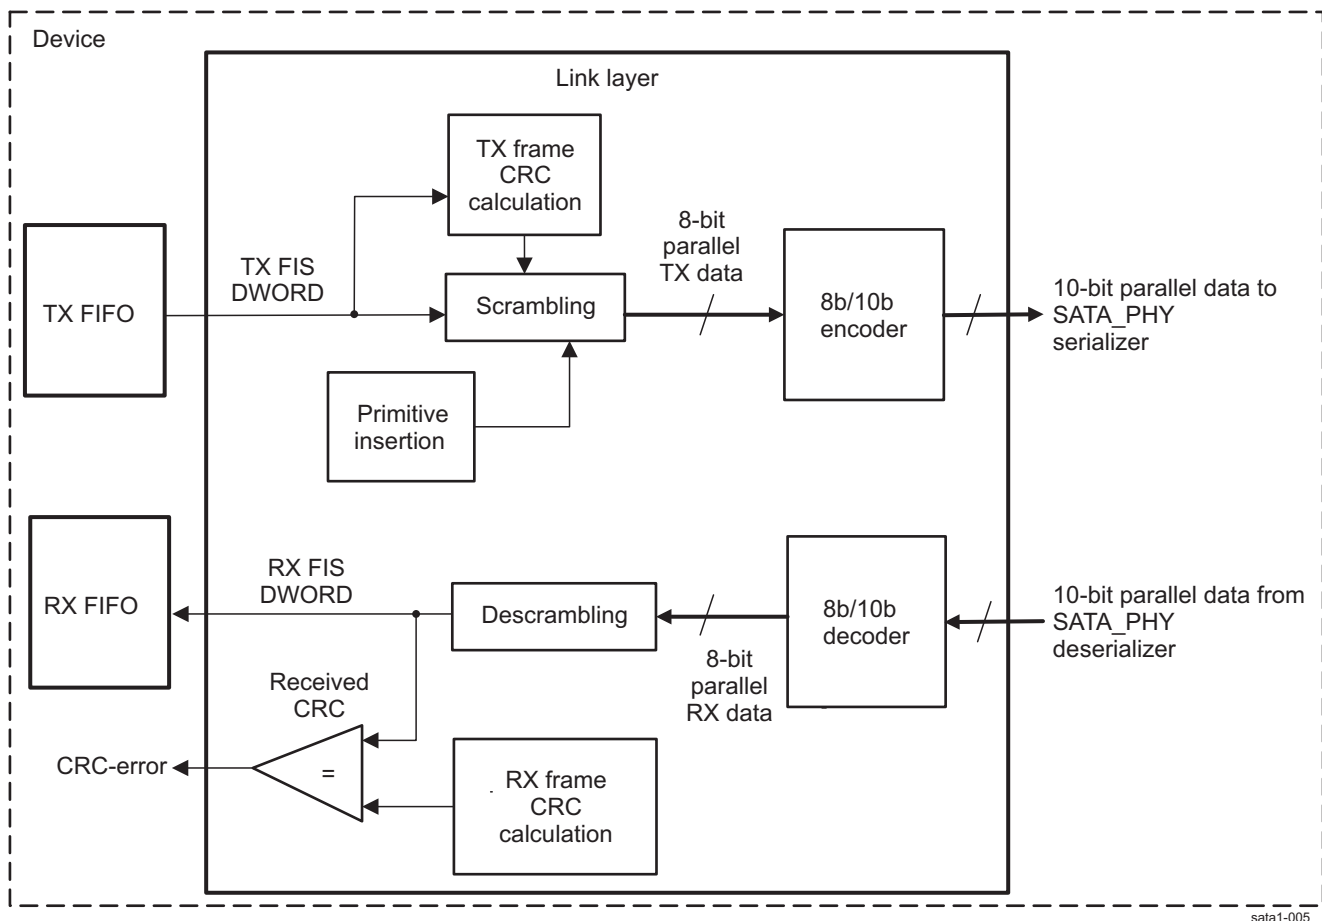 Device
Link layer
TX frame
CRC
calculation
8-bit
parallel
TX data
TX FIS
DWORD
TX FIFO
Scrambling
8b/10b
encoder
10-bit parallel data to
SATA_PHY
serializer
Primitive
insertion
RX FIS
DWORD
RX FIFO
Descrambling
8b/10b
decoder
10-bit parallel data from
SATA_PHY
deserializer
8-bit
parallel
RX data
Received
CRC
CRC-error
=
RX frame
CRC
calculation
sata1-005